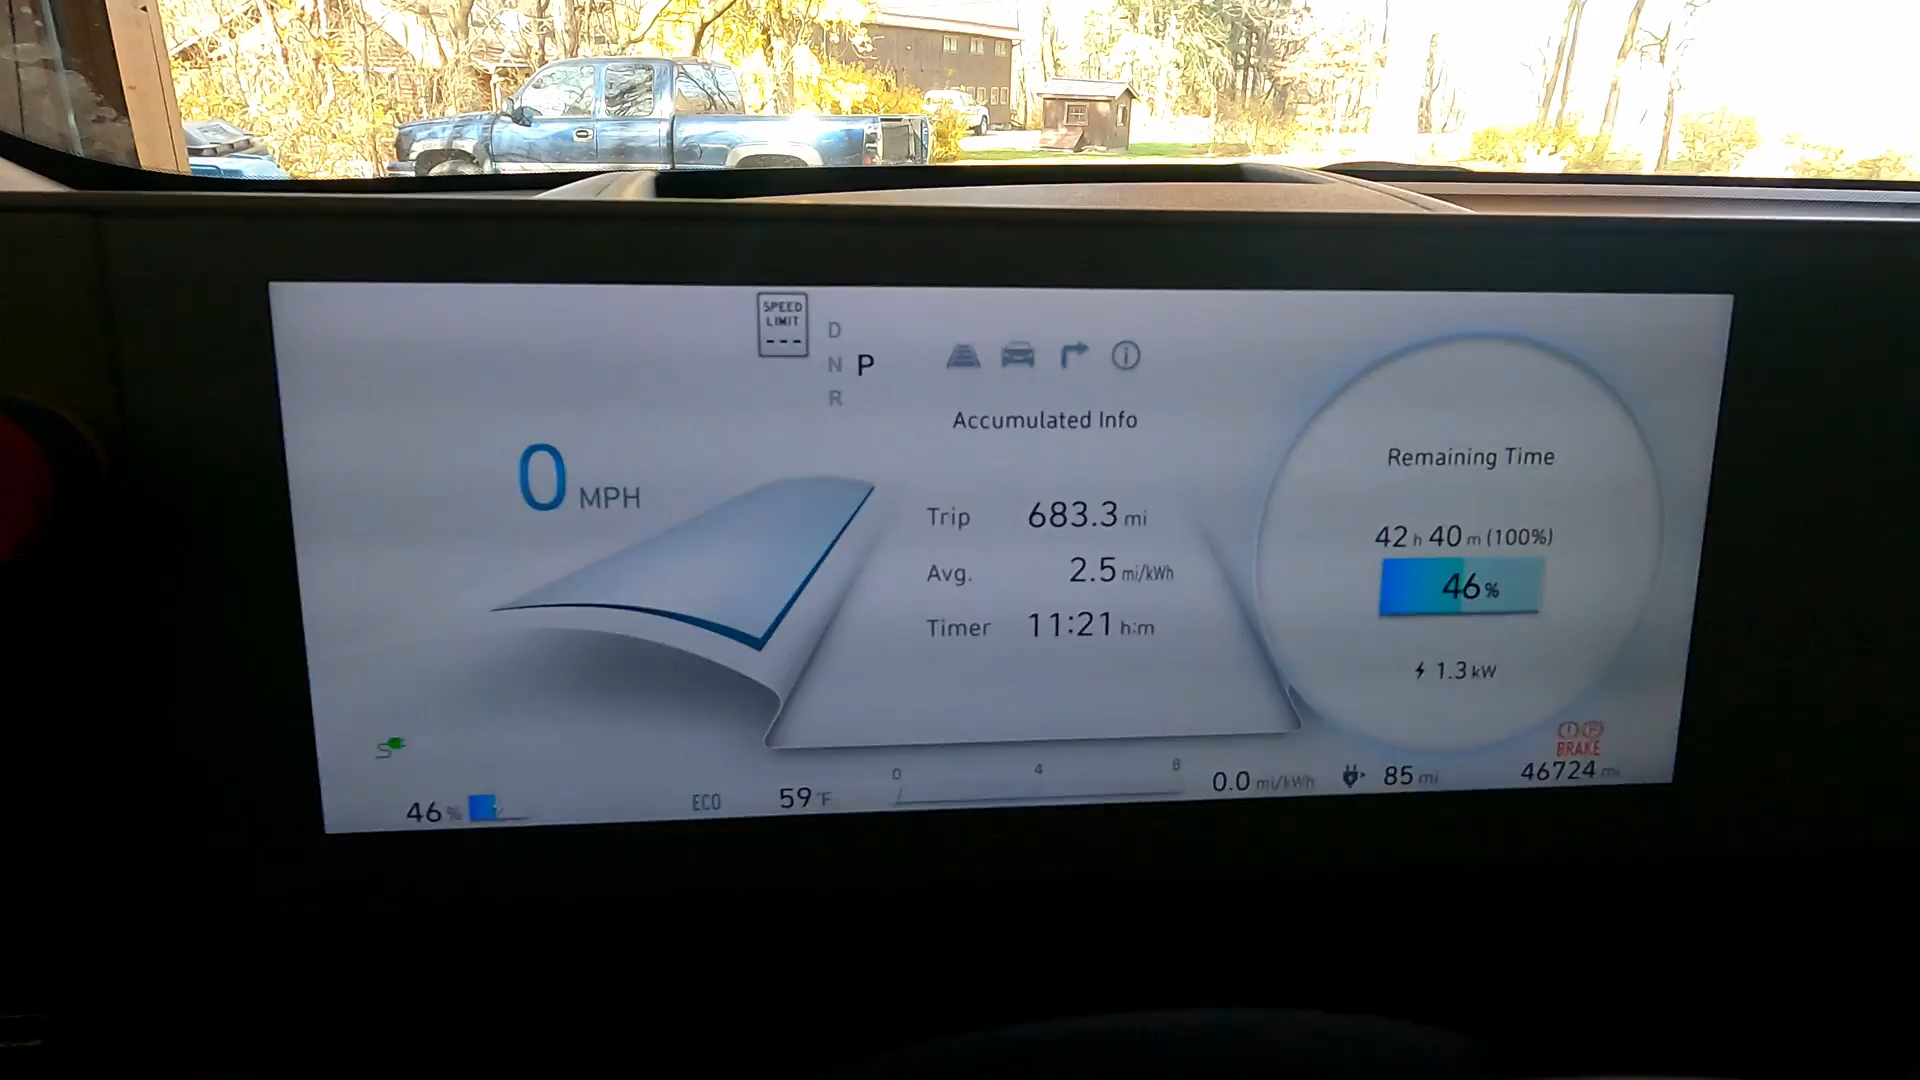 SPEED
LIMIT
---
D
N P
R
Accumulated Info
0 MPH
Trip 683.3 mi
Avg. 2.5 mi/kWh
Timer 11:21 h:m
Remaining Time
42 h 40 m (100%)
46%
1.3 kW
BRAKE
0 4 8
46% ECO 59°F 0.0 mi/kWh 85 mi 46724 mi